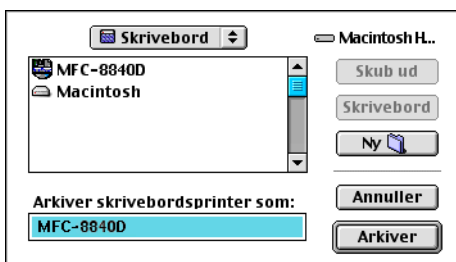 Skrivebord
Macintosh H...
MFC-8840D
Macintosh
Skub ud
Skrivebord
Ny
Arkiver skrivebordsprinter som:
MFC-8840D
Annuller
Arkiver